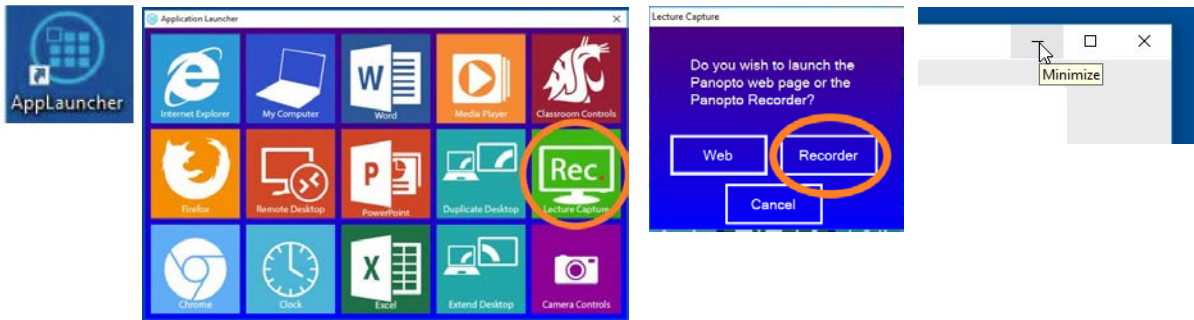 AppLauncher
Application Launcher
Internet Explorer
My Computer
W
Word
Media Player
Classroom Controls
Firefox
Remote Desktop
P
PowerPoint
Duplicate Desktop
Rec.
Lecture Capture
Chrome
Clock
X
Excel
Extend Desktop
Camera Controls
Lecture Capture
Do you wish to launch the
Panopto web page or the
Panopto Recorder?
Web
Recorder
Cancel
Minimize